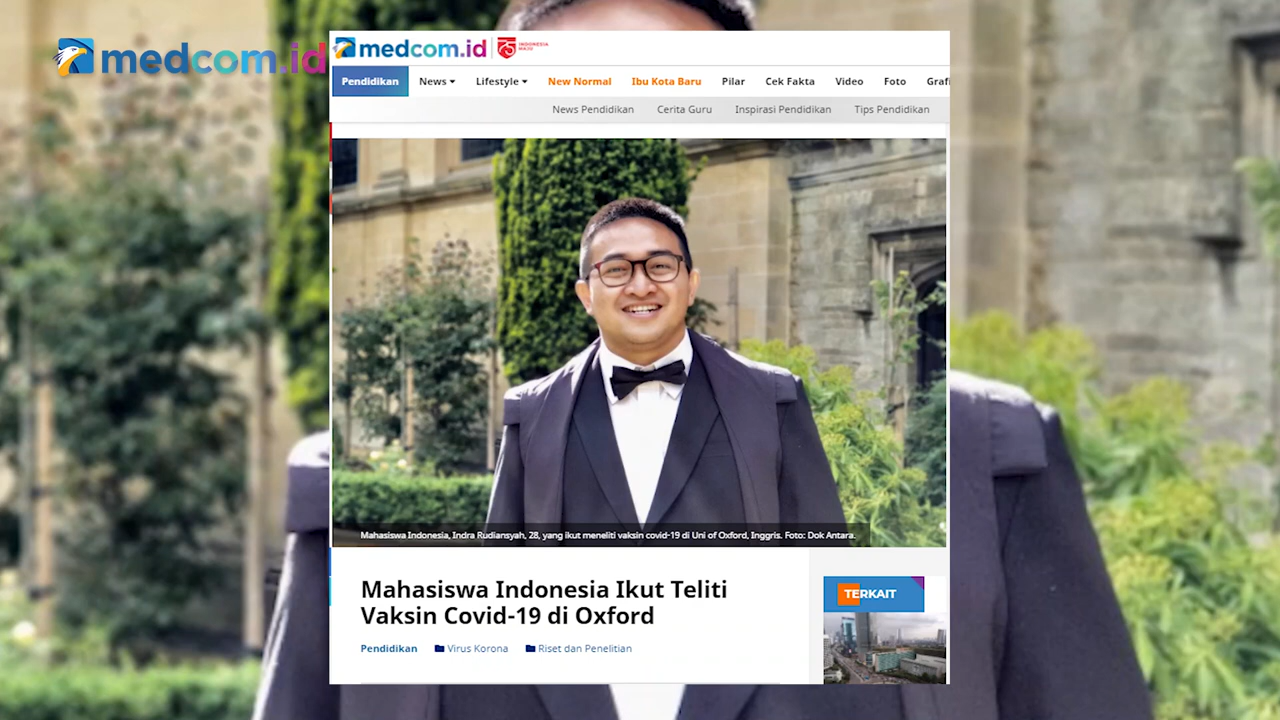 medcom.id
medcom.id 75 INDONESIA MAJU
Pendidikan News Lifestyle New Normal Ibu Kota Baru Pilar Cek Fakta Video Foto Grafi
News Pendidikan Cerita Guru Inspirasi Pendidikan Tips Pendidikan
Mahasiswa Indonesia, Indra Rudiansyah, 28, yang ikut meneliti vaksin covid-19 di Uni of Oxford, Inggris. Foto: Dok Antara.
Mahasiswa Indonesia Ikut Teliti
Vaksin Covid-19 di Oxford
Pendidikan Virus Korona Riset dan Penelitian
TERKAIT